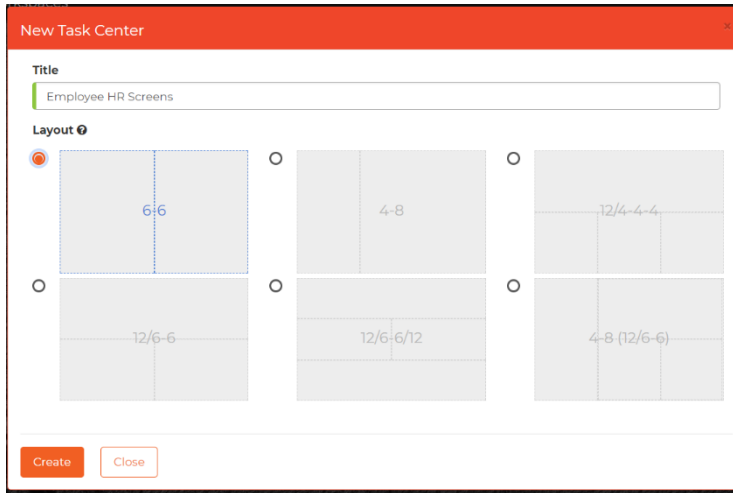 New Task Center
×
Title
Employee HR Screens
Layout
6-6
4-8
12/4-4-4
12/6-6
12/6-6/12
4-8 (12/6-6)
Create
Close